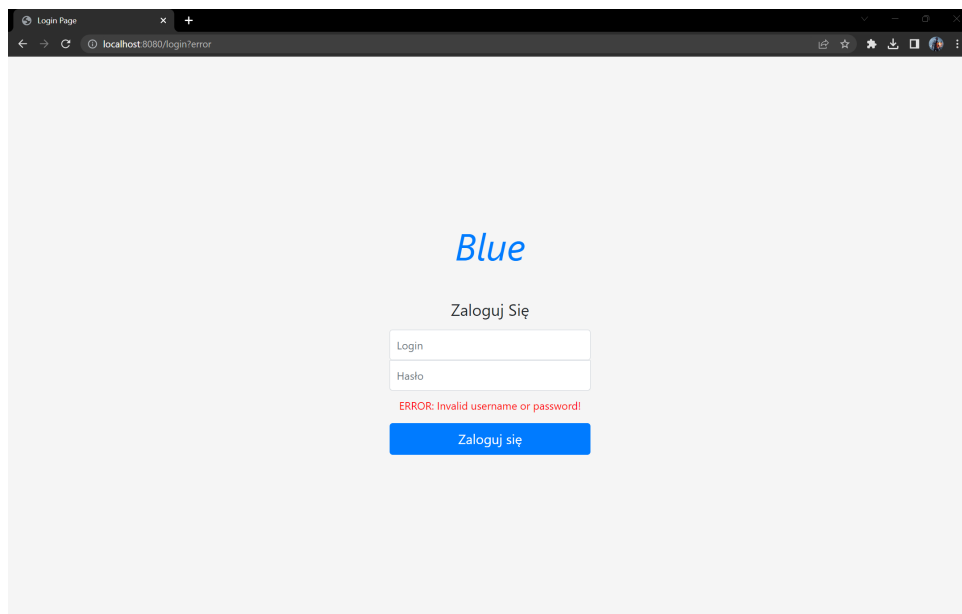 Login Page
localhost:8080/login?error
Blue
Zaloguj Się
Login
Hasło
ERROR: Invalid username or password!
Zaloguj się